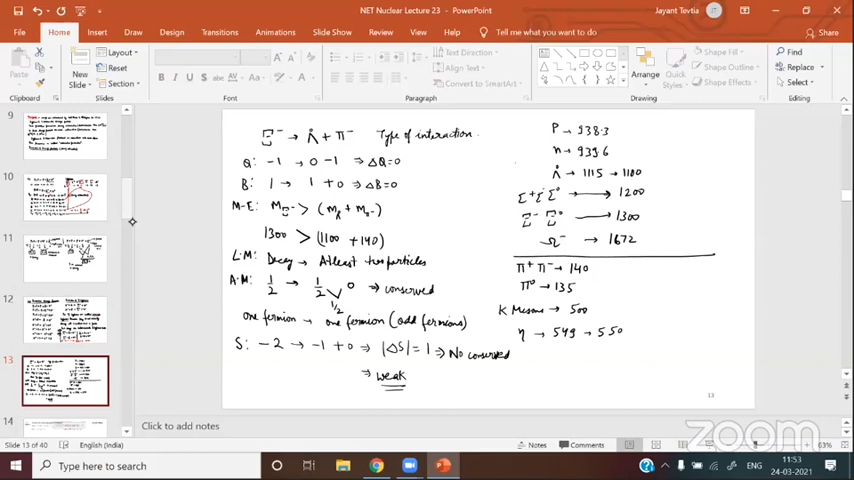 NET Nuclear Lecture 23 - PowerPoint
Jayant Tevtia
File Home Insert Draw Design Transitions Animations Slide Show Review View Help Tell me what you want to do Share
Paste
New Slide
Layout
Reset
Section
B I U S
Text Direction
Align Text
Convert to SmartArt
Arrange
Quick Styles
Shape Fill
Shape Outline
Shape Effects
Find
Replace
Select
Clipboard Slides Font Paragraph Drawing Editing
9
10
11
12
13
14
Ξ⁻ → Λ° + π⁻ Type of interaction.
Q: -1 → 0 -1 ⇒ ΔQ=0
B: 1 → 1 + 0 ⇒ ΔB=0
M-E: M_Ξ⁻ > (M_Λ + M_π⁻)
1300 > (1100 + 140)
L.M: Decay → Atleast two particles
A.M: 1/2 → 1/2 0 ⇒ conserved
1/2
one fermion → one fermion (odd fermions)
S: -2 → -1 + 0 ⇒ |ΔS| = 1 ⇒ No conserved
⇒ weak
P → 938.3
n → 939.6
Λ° → 1115 → 1100
Σ⁺ Σ⁻ Σ⁰ → 1200
Ξ⁻ Ξ⁰ → 1300
Ω⁻ → 1672
π⁺ π⁻ → 140
π⁰ → 135
K Mesons → 500
η → 549 → 550
13
Click to add notes
Slide 13 of 40 English (India) Notes Comments 63%
zoom
Type here to search
ENG
11:53
24-03-2021